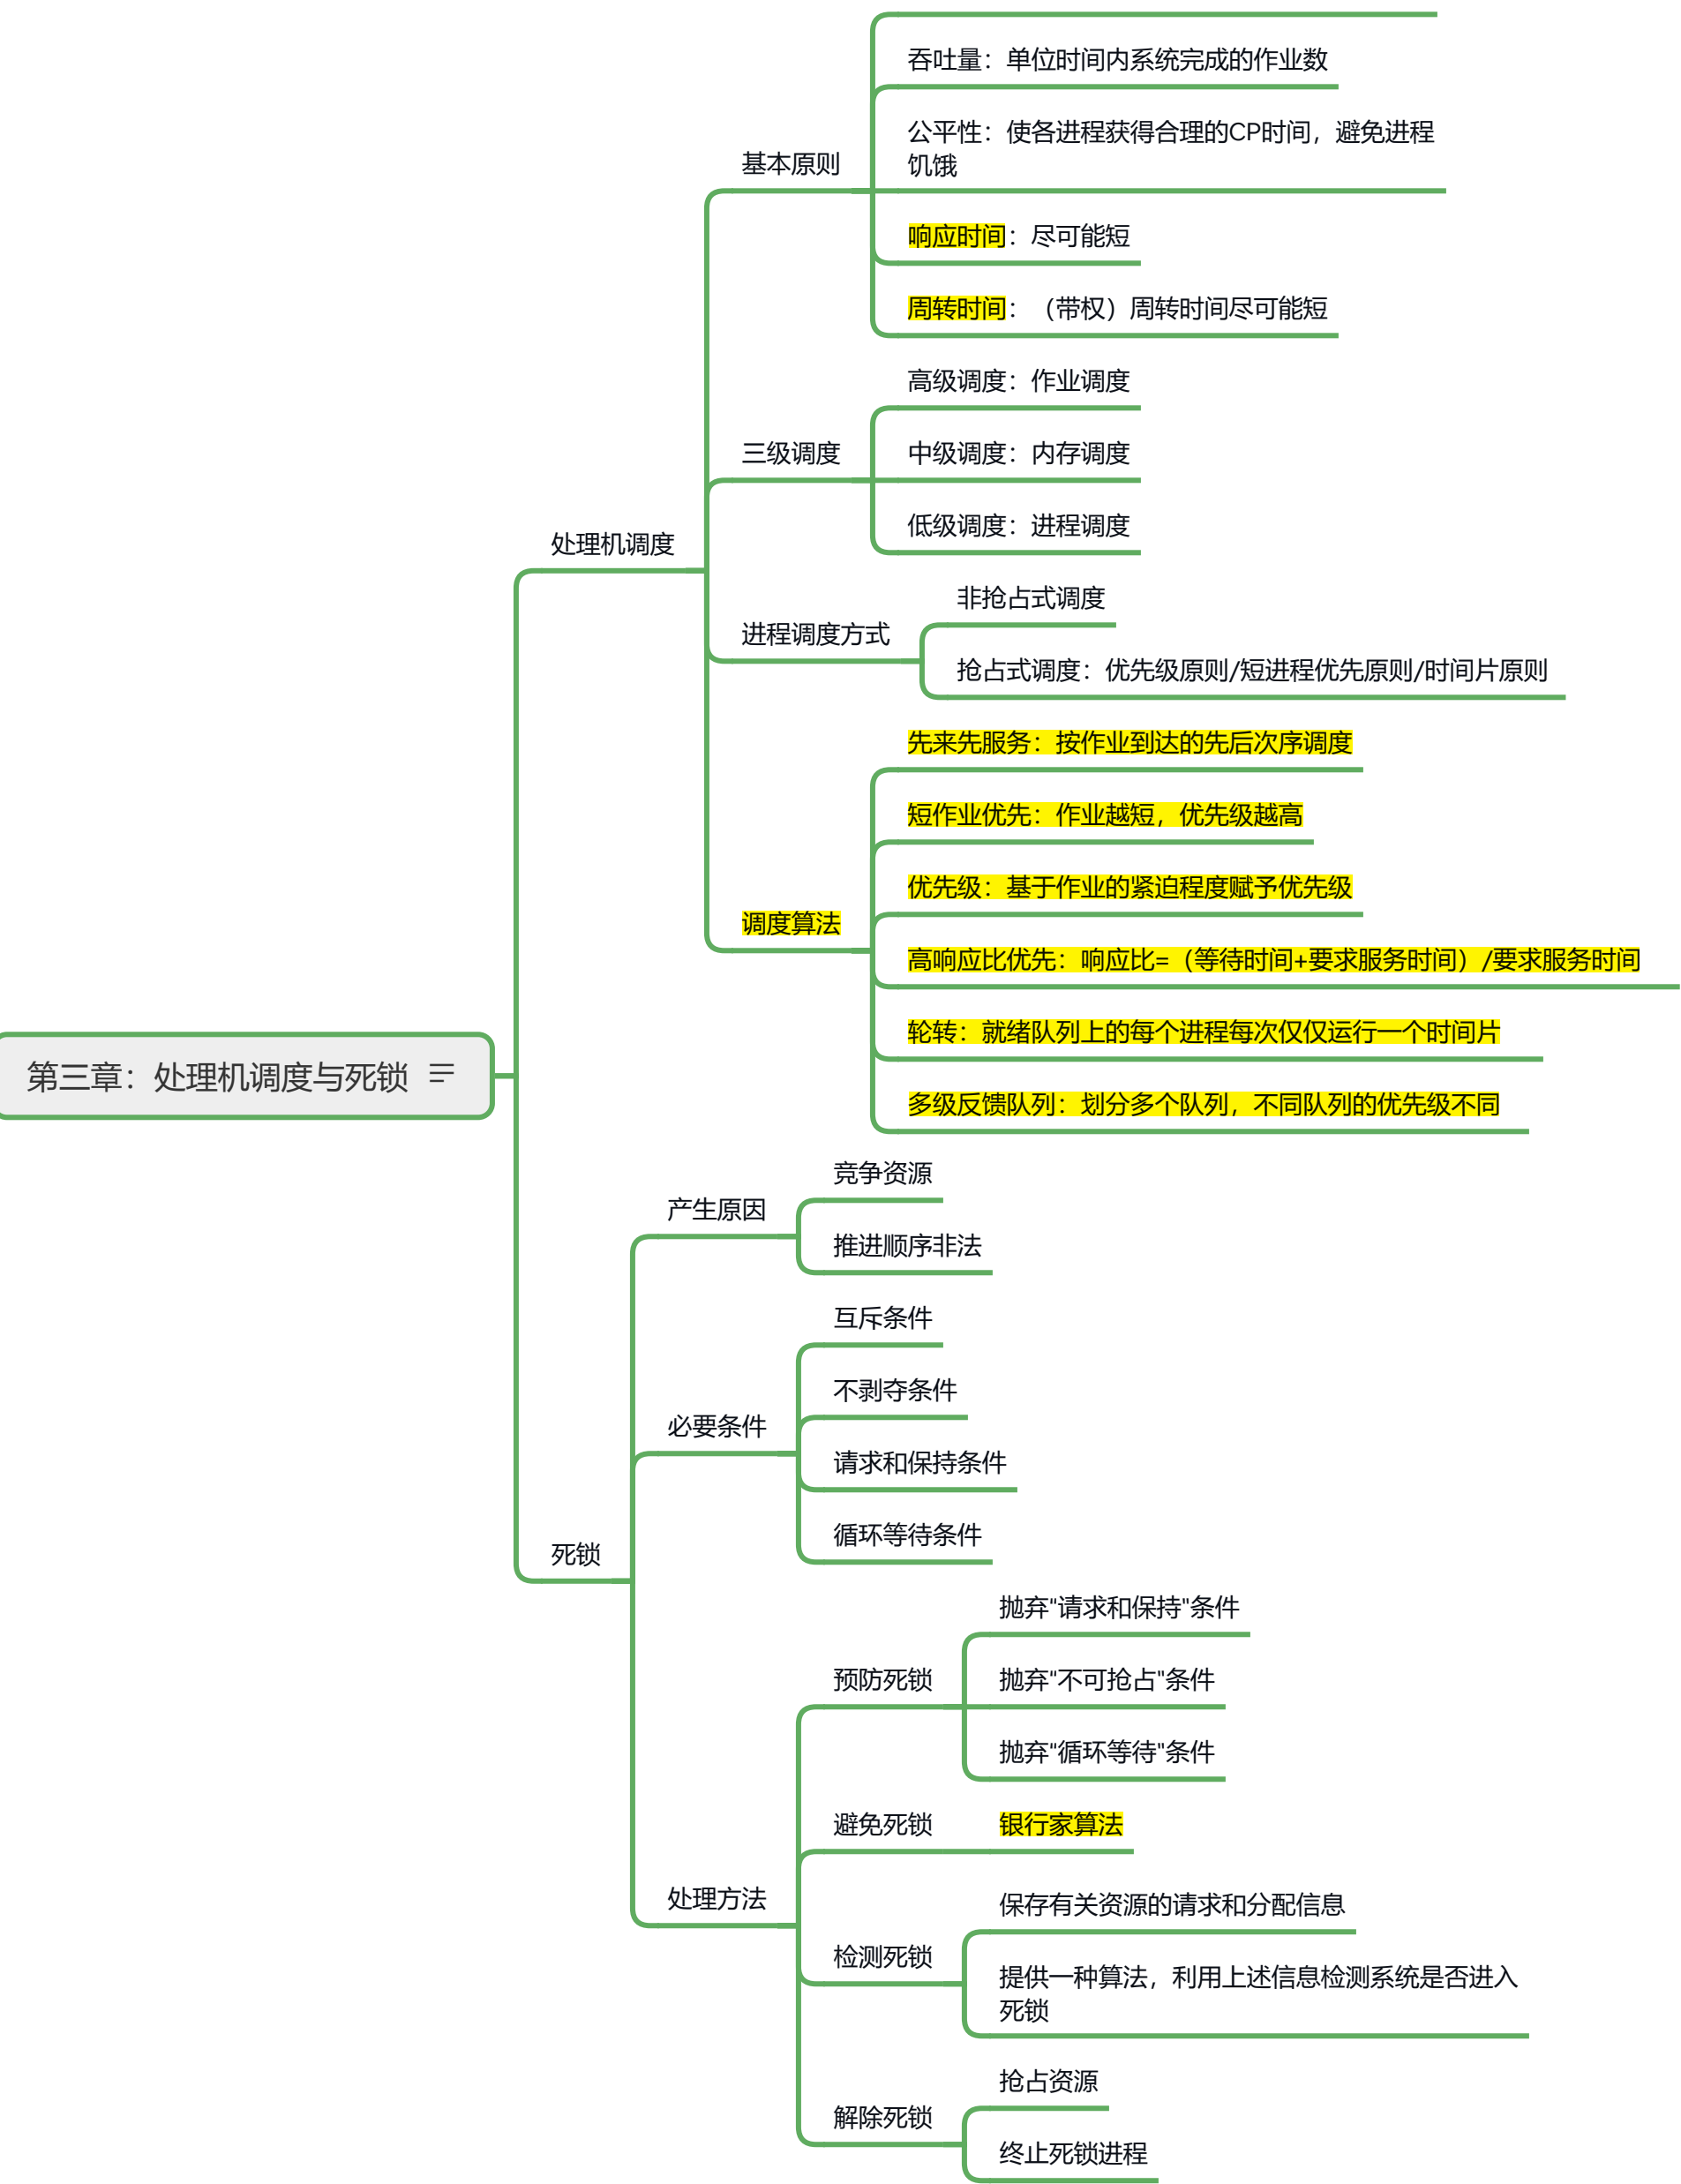 吞吐量：单位时间内系统完成的作业数
公平性：使各进程获得合理的CP时间，避免进程
饥饿
基本原则
响应时间：尽可能短
周转时间：（带权）周转时间尽可能短
高级调度：作业调度
三级调度
中级调度：内存调度
低级调度：进程调度
处理机调度
非抢占式调度
进程调度方式
抢占式调度：优先级原则/短进程优先原则/时间片原则
先来先服务：按作业到达的先后次序调度
短作业优先：作业越短，优先级越高
优先级：基于作业的紧迫程度赋予优先级
调度算法
高响应比优先：响应比=（等待时间+要求服务时间）/要求服务时间
轮转：就绪队列上的每个进程每次仅仅运行一个时间片
多级反馈队列：划分多个队列，不同队列的优先级不同
第三章：处理机调度与死锁
竞争资源
产生原因
推进顺序非法
互斥条件
不剥夺条件
必要条件
请求和保持条件
循环等待条件
死锁
抛弃"请求和保持"条件
预防死锁
抛弃"不可抢占"条件
抛弃"循环等待"条件
避免死锁
银行家算法
处理方法
保存有关资源的请求和分配信息
检测死锁
提供一种算法，利用上述信息检测系统是否进入
死锁
抢占资源
解除死锁
终止死锁进程